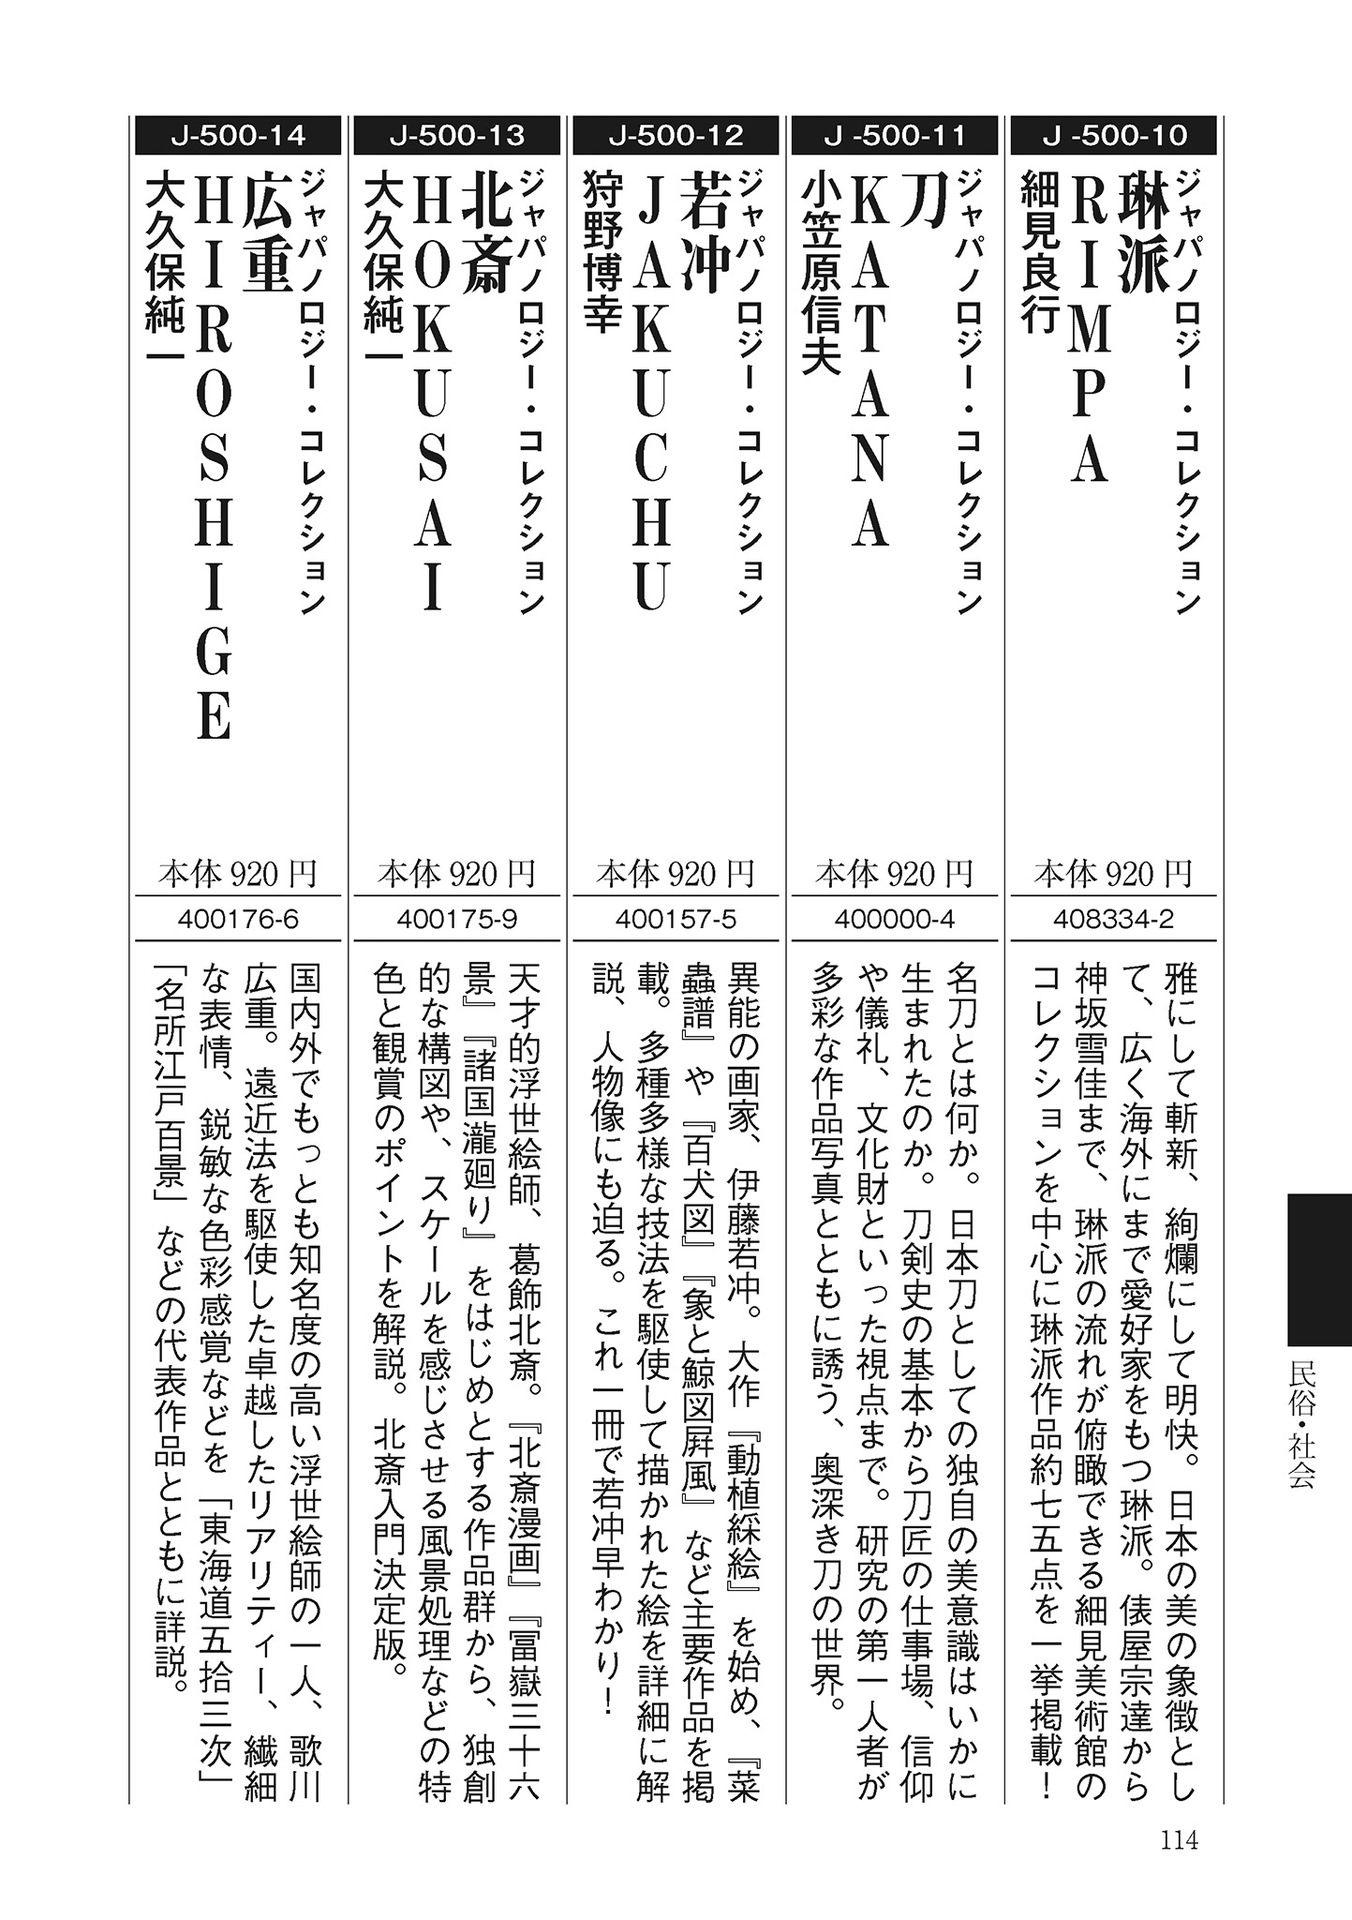 J-500-10
ジャパノロジー・コレクション
琳派
RIMPA
細見良行
本体 920 円
408334-2
雅にして斬新、絢爛にして明快。日本の美の象徴とし
て、広く海外にまで愛好家をもつ琳派。俵屋宗達から
神坂雪佳まで、琳派の流れが俯瞰できる細見美術館の
コレクションを中心に琳派作品約七五点を一挙掲載！
J-500-11
ジャパノロジー・コレクション
刀
KATANA
小笠原信夫
本体 920 円
400000-4
名刀とは何か。日本刀としての独自の美意識はいかに
生まれたのか。刀剣史の基本から刀匠の仕事場、信仰
や儀礼、文化財といった視点まで。研究の第一人者が
多彩な作品写真とともに誘う、奥深き刀の世界。
J-500-12
ジャパノロジー・コレクション
若冲
JAKUCHU
狩野博幸
本体 920 円
400157-5
異能の画家、伊藤若冲。大作『動植綵絵』を始め、『菜
蟲譜』や『百犬図』『象と鯨図屛風』など主要作品を掲
載。多種多様な技法を駆使して描かれた絵を詳細に解
説、人物像にも迫る。これ一冊で若冲早わかり！
J-500-13
ジャパノロジー・コレクション
北斎
HOKUSAI
大久保純一
本体 920 円
400175-9
天才的浮世絵師、葛飾北斎。『北斎漫画』『冨嶽三十六
景』『諸国瀧廻り』をはじめとする作品群から、独創
的な構図や、スケールを感じさせる風景処理などの特
色と観賞のポイントを解説。北斎入門決定版。
J-500-14
ジャパノロジー・コレクション
広重
HIROSHIGE
大久保純一
本体 920 円
400176-6
国内外でもっとも知名度の高い浮世絵師の一人、歌川
広重。遠近法を駆使した卓越したリアリティー、繊細
な表情、鋭敏な色彩感覚などを「東海道五拾三次」
「名所江戸百景」などの代表作品とともに詳説。
民俗・社会
114